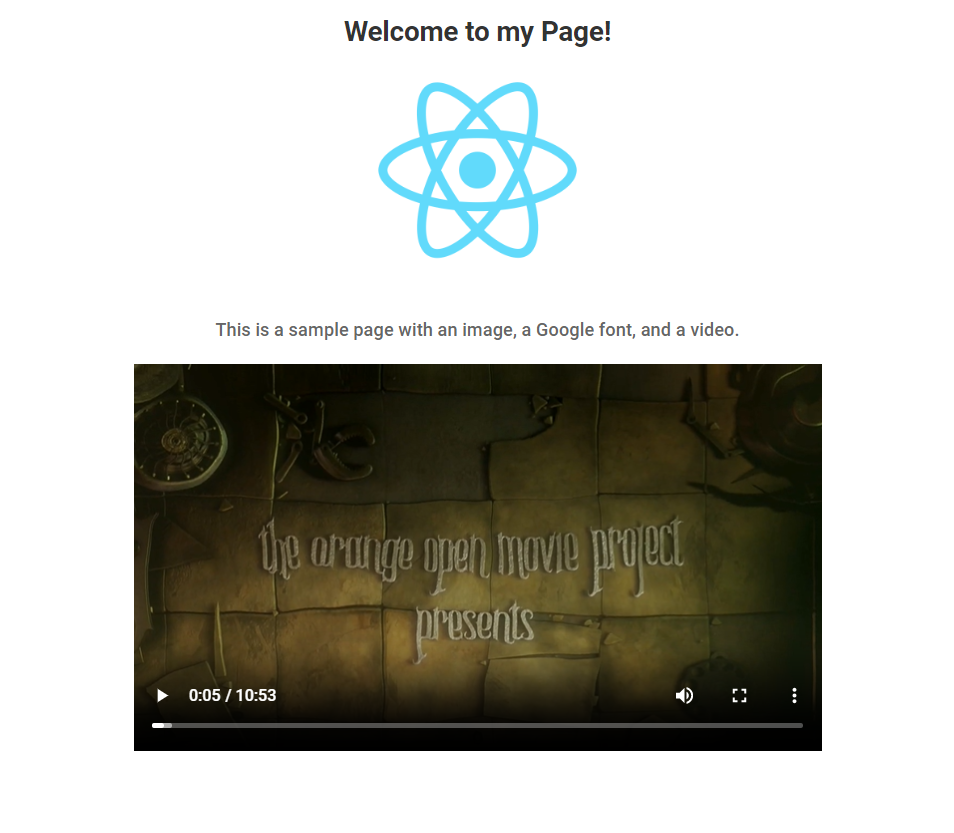 Welcome to my Page!
This is a sample page with an image, a Google font, and a video.
the orange open movie project
presents
0:05 / 10:53